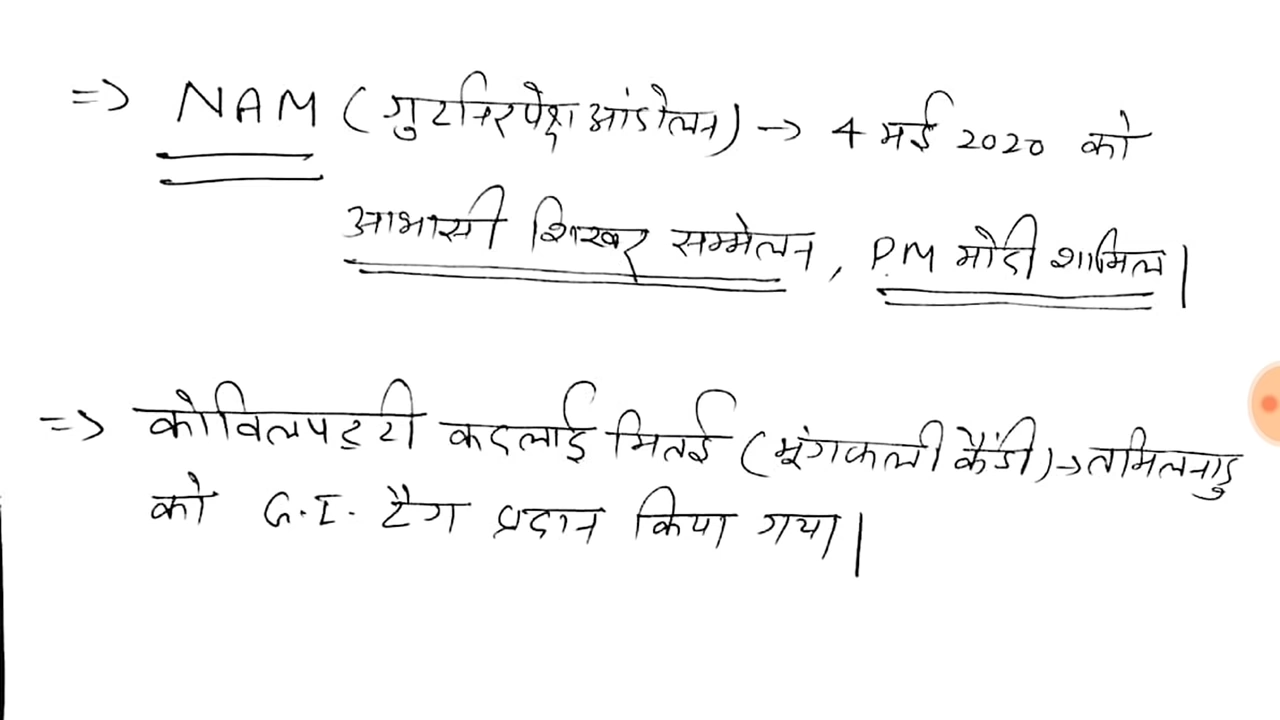 => NAM (गुटनिरपेक्ष आंदोलन) → 4 मई 2020 को
आभासी शिखर सम्मेलन, PM मोदी शामिल।
=> कोविलपट्टी कदलाई मितई (मूंगफली कैंडी) → तमिलनाडु
को G.I. टैग प्रदान किया गया।